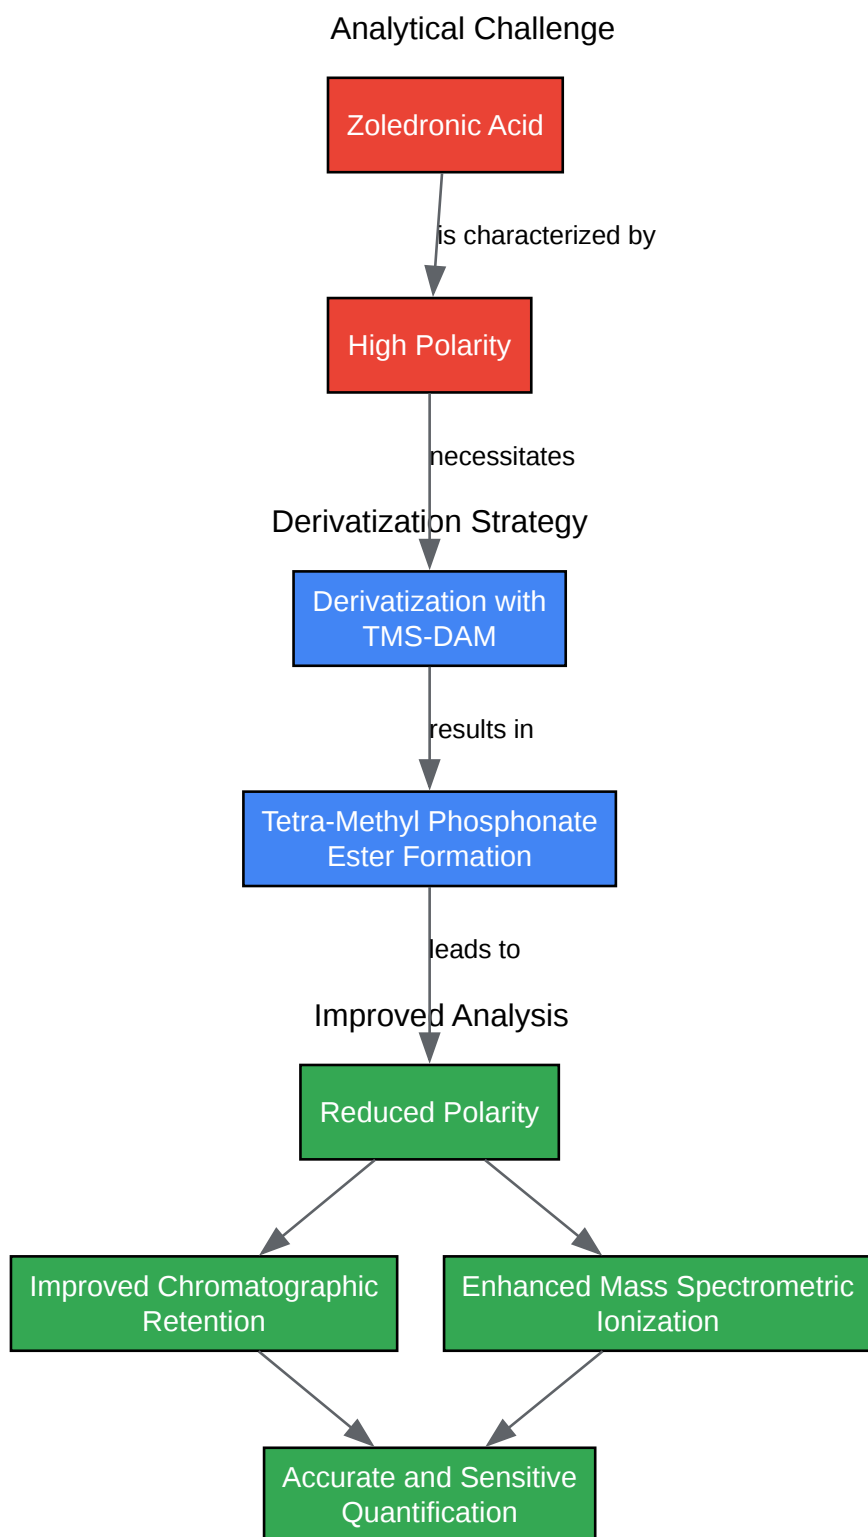 Analytical Challenge
Zoledronic Acid
is characterized by
High Polarity
necessitates
Derivatization Strategy
Derivatization with
TMS-DAM
results in
Tetra-Methyl Phosphonate
Ester Formation
leads to
Improved Analysis
Reduced Polarity
Improved Chromatographic
Retention
Enhanced Mass Spectrometric
Ionization
Accurate and Sensitive
Quantification